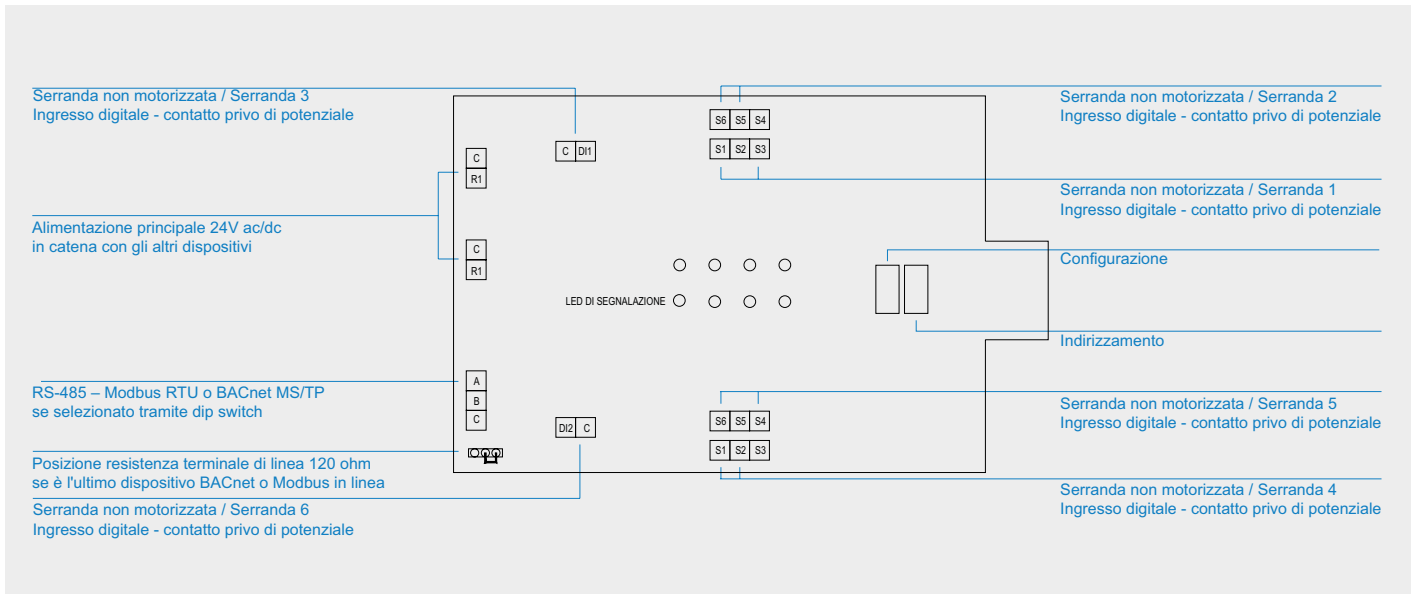 Serranda non motorizzata / Serranda 3
Ingresso digitale - contatto privo di potenziale
Alimentazione principale 24V ac/dc
in catena con gli altri dispositivi
RS-485 – Modbus RTU o BACnet MS/TP
se selezionato tramite dip switch
Posizione resistenza terminale di linea 120 ohm
se è l'ultimo dispositivo BACnet o Modbus in linea
Serranda non motorizzata / Serranda 6
Ingresso digitale - contatto privo di potenziale
C
R1
C
R1
A
B
C
C DI1
DI2 C
S6 S5 S4
S1 S2 S3
LED DI SEGNALAZIONE
S6 S5 S4
S1 S2 S3
Serranda non motorizzata / Serranda 2
Ingresso digitale - contatto privo di potenziale
Serranda non motorizzata / Serranda 1
Ingresso digitale - contatto privo di potenziale
Configurazione
Indirizzamento
Serranda non motorizzata / Serranda 5
Ingresso digitale - contatto privo di potenziale
Serranda non motorizzata / Serranda 4
Ingresso digitale - contatto privo di potenziale